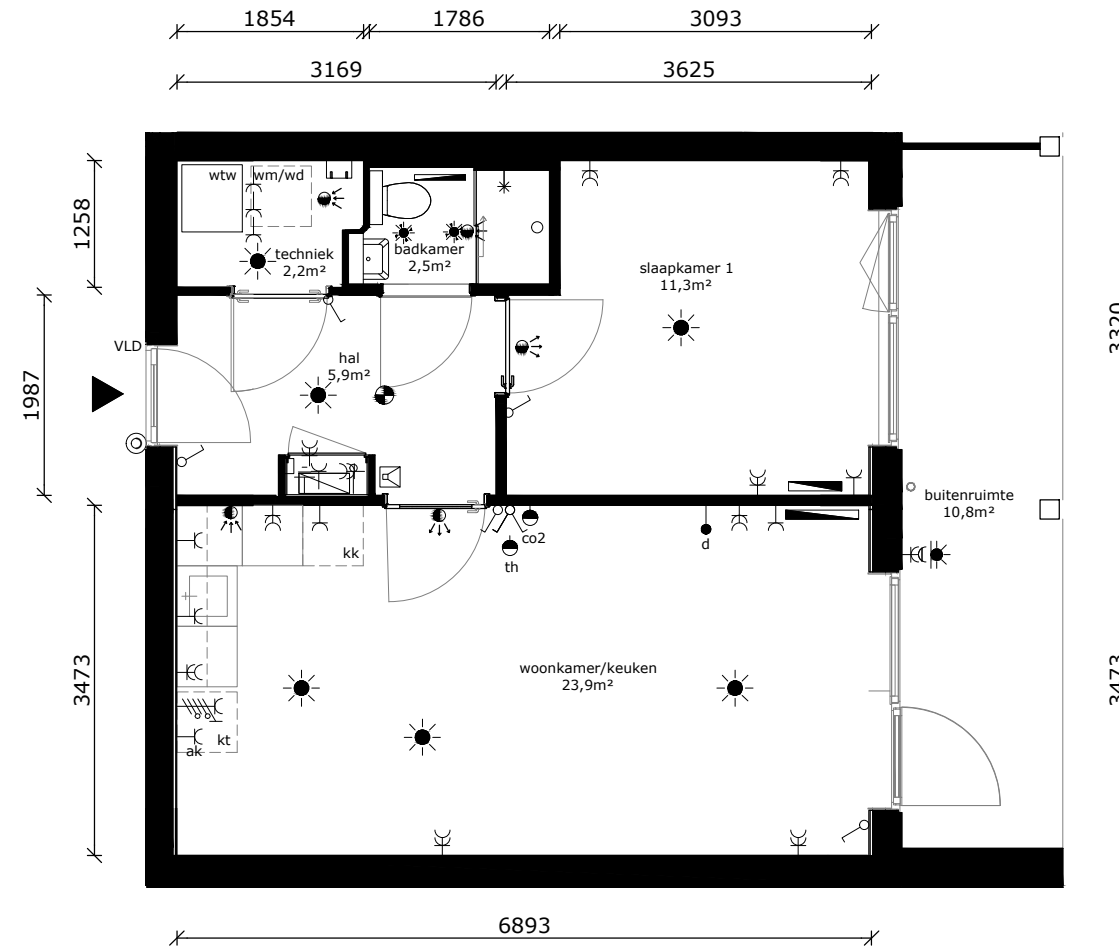 1854 1786 3093
3169 3625
wtw wm/wd
1258
techniek
2,2m²
badkamer
2,5m²
slaapkamer 1
11,3m²
3320
VLD
hal
5,9m²
1987
buitenruimte
10,8m²
kk
co2
th
d
woonkamer/keuken
23,9m²
3473
3473
kt
ak
6893